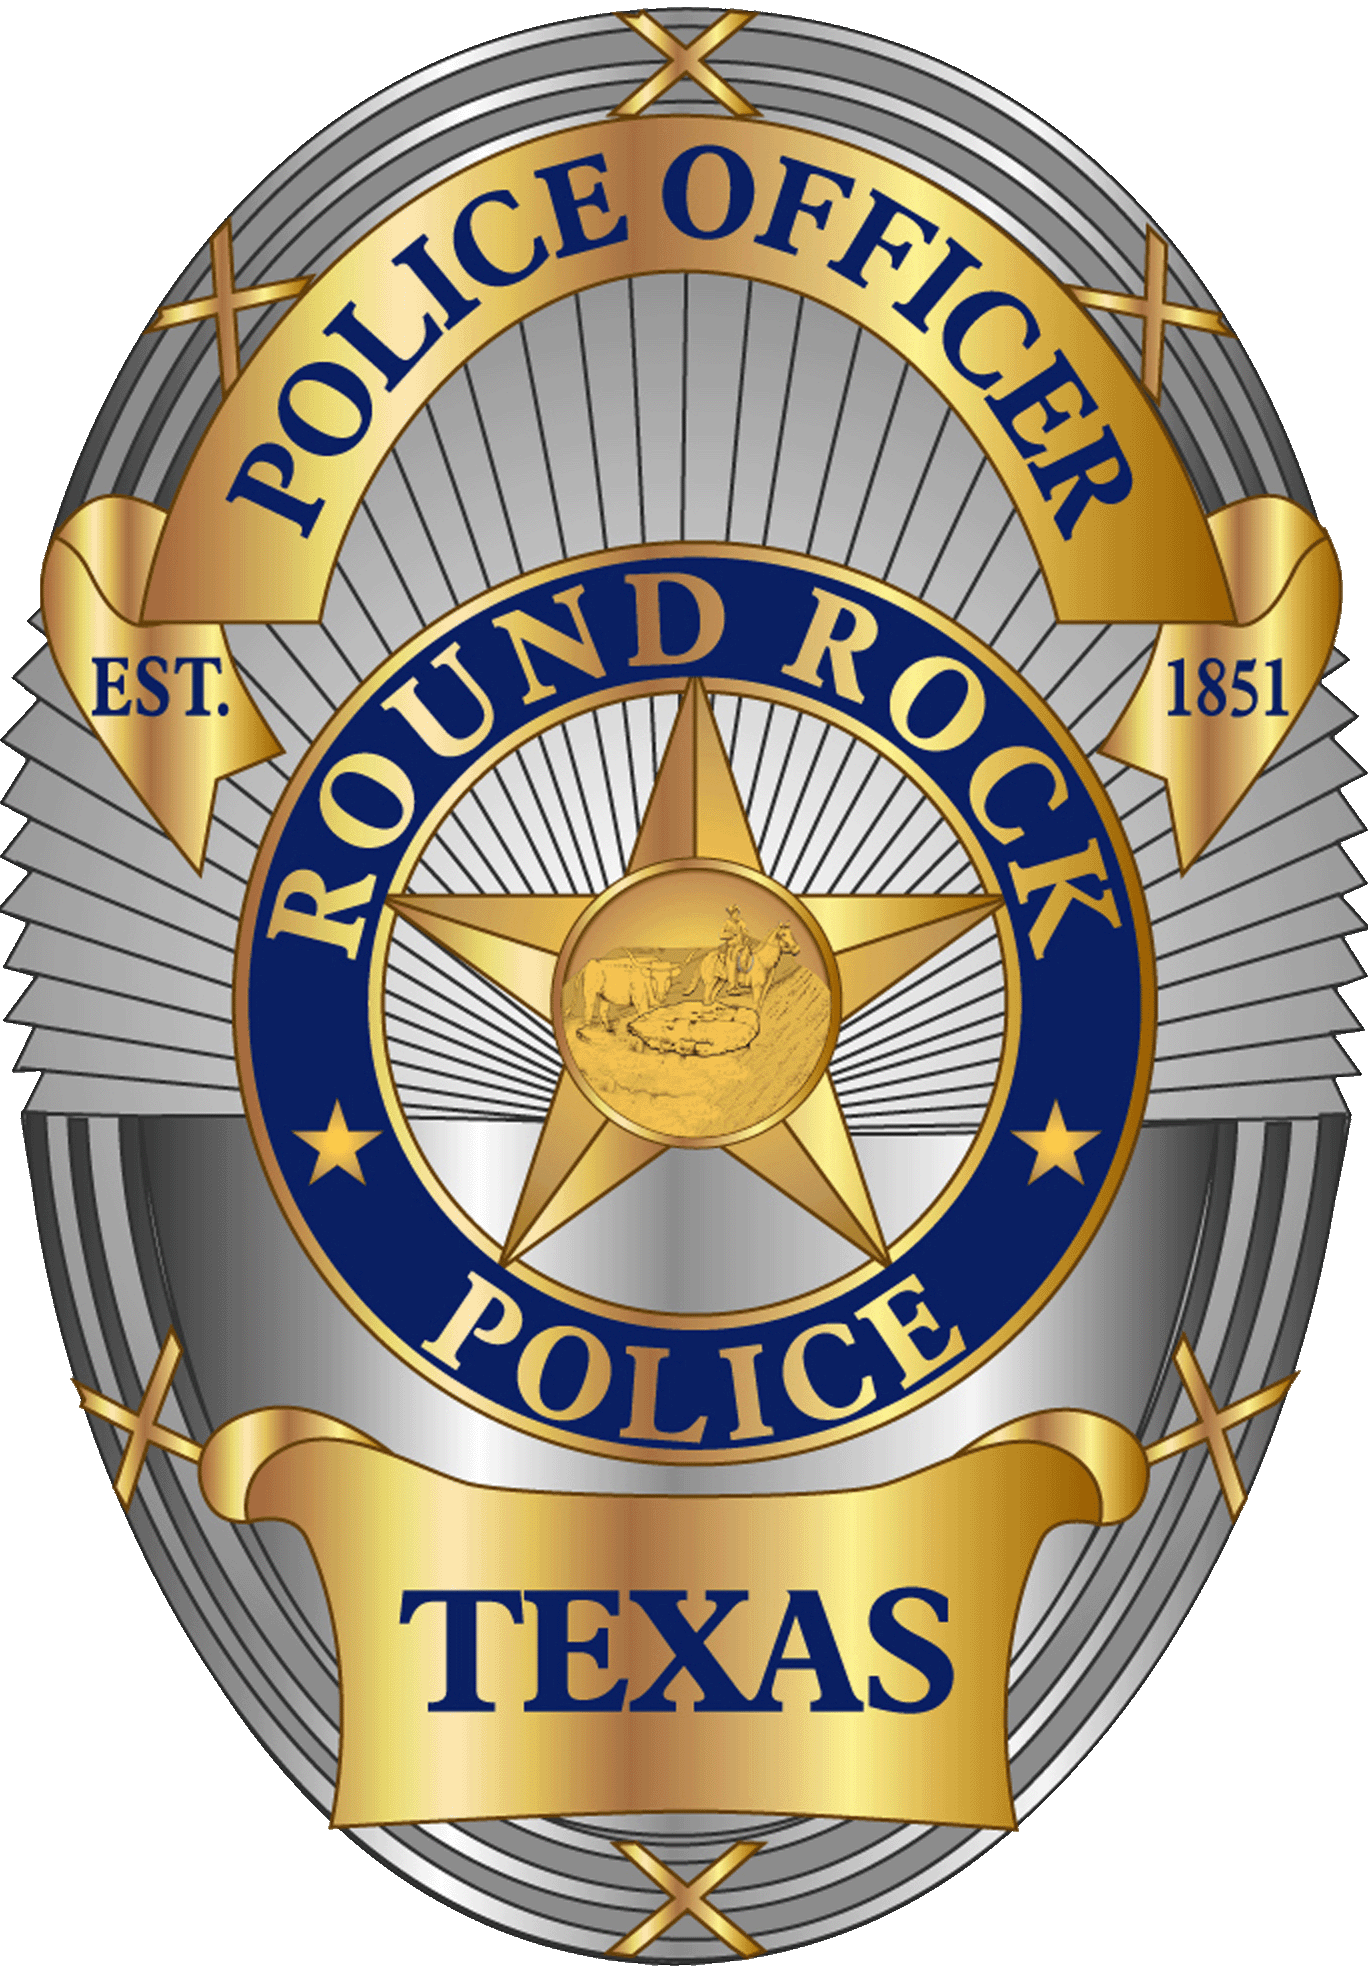 POLICE OFFICER
EST. 1851
ROUND ROCK
POLICE
TEXAS